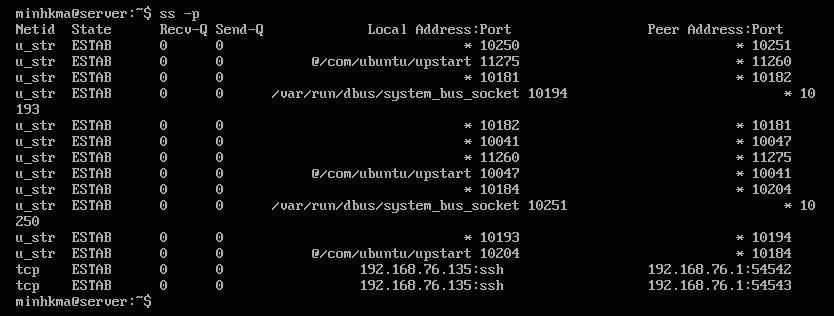 minhkma@server:~$ ss -p
Netid  State      Recv-Q Send-Q             Local Address:Port                 Peer Address:Port
u_str  ESTAB      0      0                              * 10250                           * 10251
u_str  ESTAB      0      0            @/com/ubuntu/upstart 11275                           * 11260
u_str  ESTAB      0      0                              * 10181                           * 10182
u_str  ESTAB      0      0      /var/run/dbus/system_bus_socket 10194                           * 10
193
u_str  ESTAB      0      0                              * 10182                           * 10181
u_str  ESTAB      0      0                              * 10041                           * 10047
u_str  ESTAB      0      0                              * 11260                           * 11275
u_str  ESTAB      0      0            @/com/ubuntu/upstart 10047                           * 10041
u_str  ESTAB      0      0                              * 10184                           * 10204
u_str  ESTAB      0      0      /var/run/dbus/system_bus_socket 10251                           * 10
250
u_str  ESTAB      0      0                              * 10193                           * 10194
u_str  ESTAB      0      0            @/com/ubuntu/upstart 10204                           * 10184
tcp    ESTAB      0      0                 192.168.76.135:ssh                  192.168.76.1:54542
tcp    ESTAB      0      0                 192.168.76.135:ssh                  192.168.76.1:54543
minhkma@server:~$